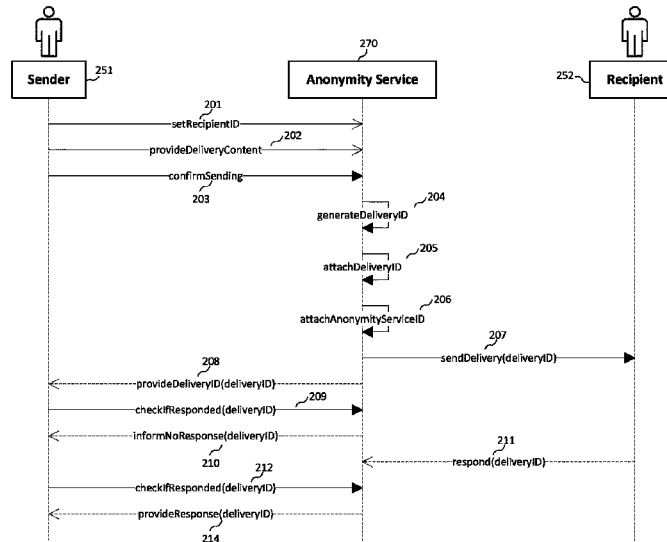 251
270
252
Sender
Anonymity Service
Recipient
201
setRecipientID
202
provideDeliveryContent
confirmSending
203
204
generateDeliveryID
205
attachDeliveryID
206
attachAnonymityServiceID
207
sendDelivery(deliveryID)
208
provideDeliveryID(deliveryID)
209
checkIfResponded(deliveryID)
informNoResponse(deliveryID)
210
211
respond(deliveryID)
212
checkIfResponded(deliveryID)
provideResponse(deliveryID)
214